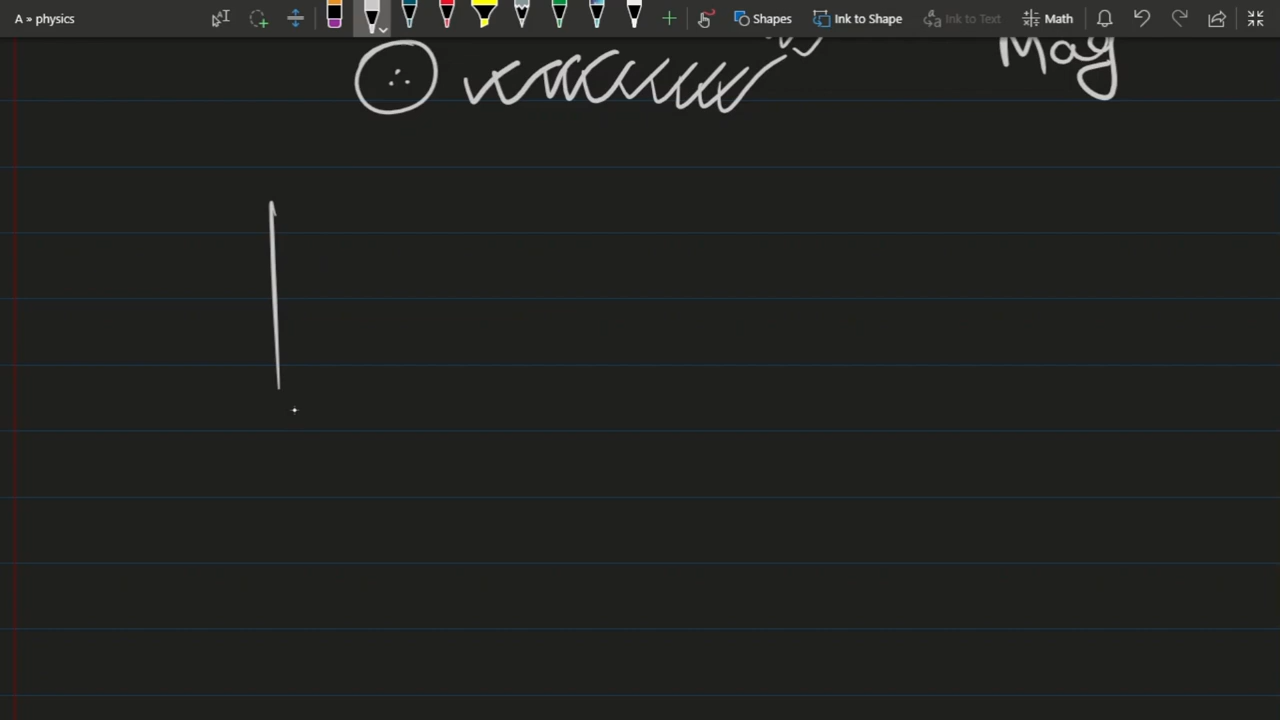 A » physics
Shapes
Ink to Shape
Ink to Text
Math
Mag